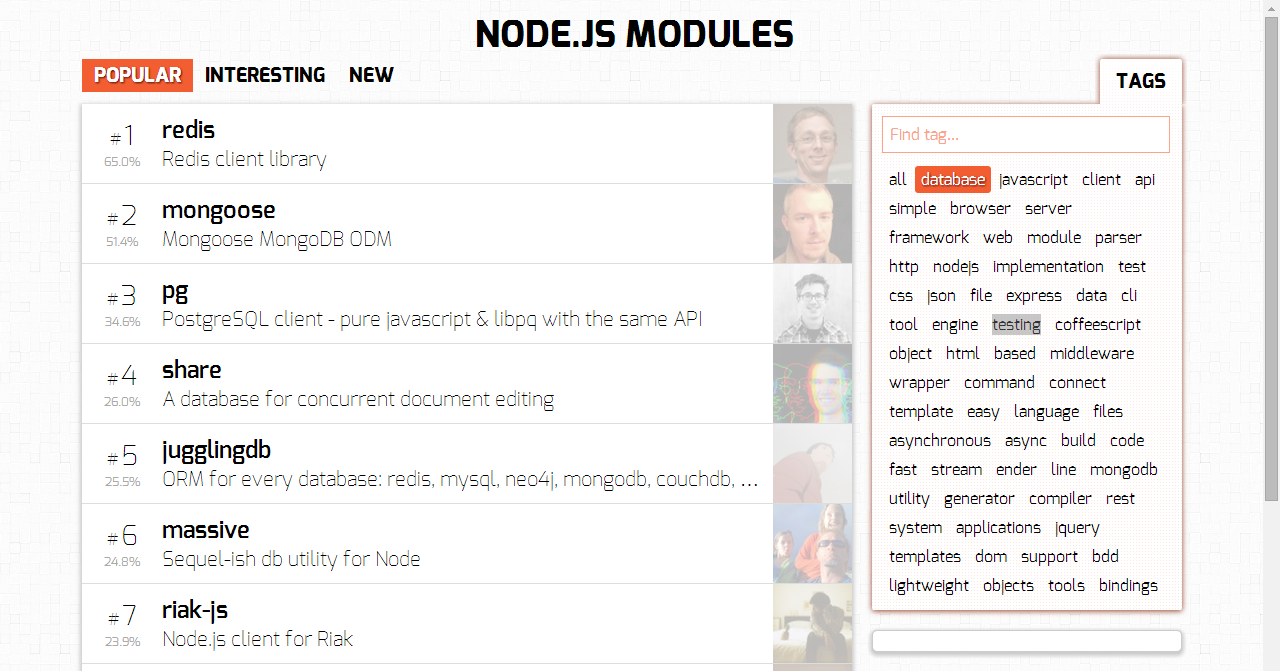 NODE.JS MODULES
POPULAR INTERESTING NEW
TAGS
#1
65.0%
redis
Redis client library
#2
51.4%
mongoose
Mongoose MongoDB ODM
#3
34.6%
pg
PostgreSQL client - pure javascript & libpq with the same API
#4
26.0%
share
A database for concurrent document editing
#5
25.5%
jugglingdb
ORM for every database: redis, mysql, neo4j, mongodb, couchdb, ...
#6
24.8%
massive
Sequel-ish db utility for Node
#7
23.9%
riak-js
Node.js client for Riak
Find tag...
all database javascript client api
simple browser server
framework web module parser
http nodejs implementation test
css json file express data cli
tool engine testing coffeescript
object html based middleware
wrapper command connect
template easy language files
asynchronous async build code
fast stream ender line mongodb
utility generator compiler rest
system applications jquery
templates dom support bdd
lightweight objects tools bindings